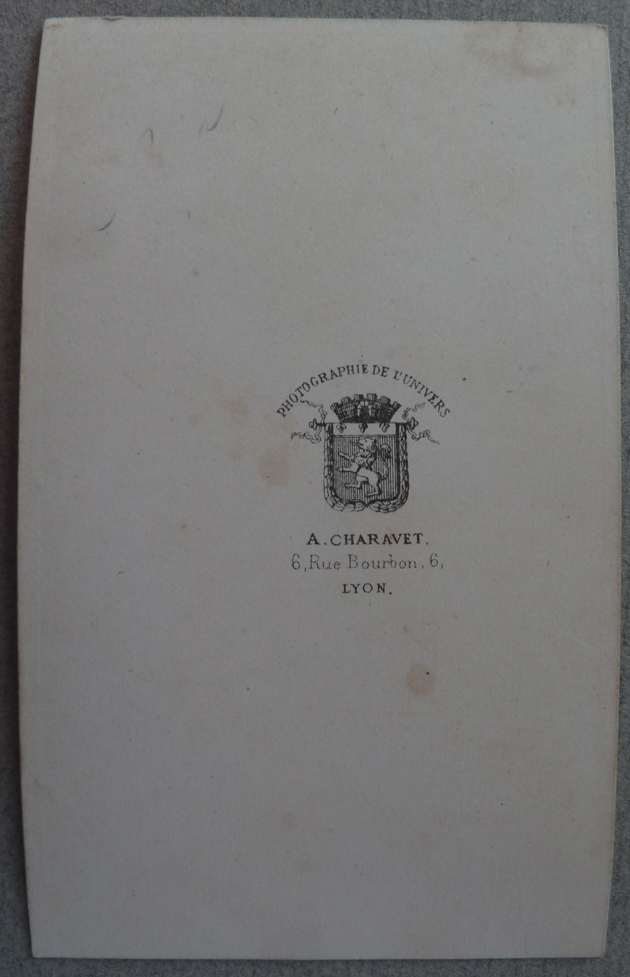 PHOTOGRAPHIE DE L'UNIVERS
A. CHARAVET.
6, Rue Bourbon, 6,
LYON.